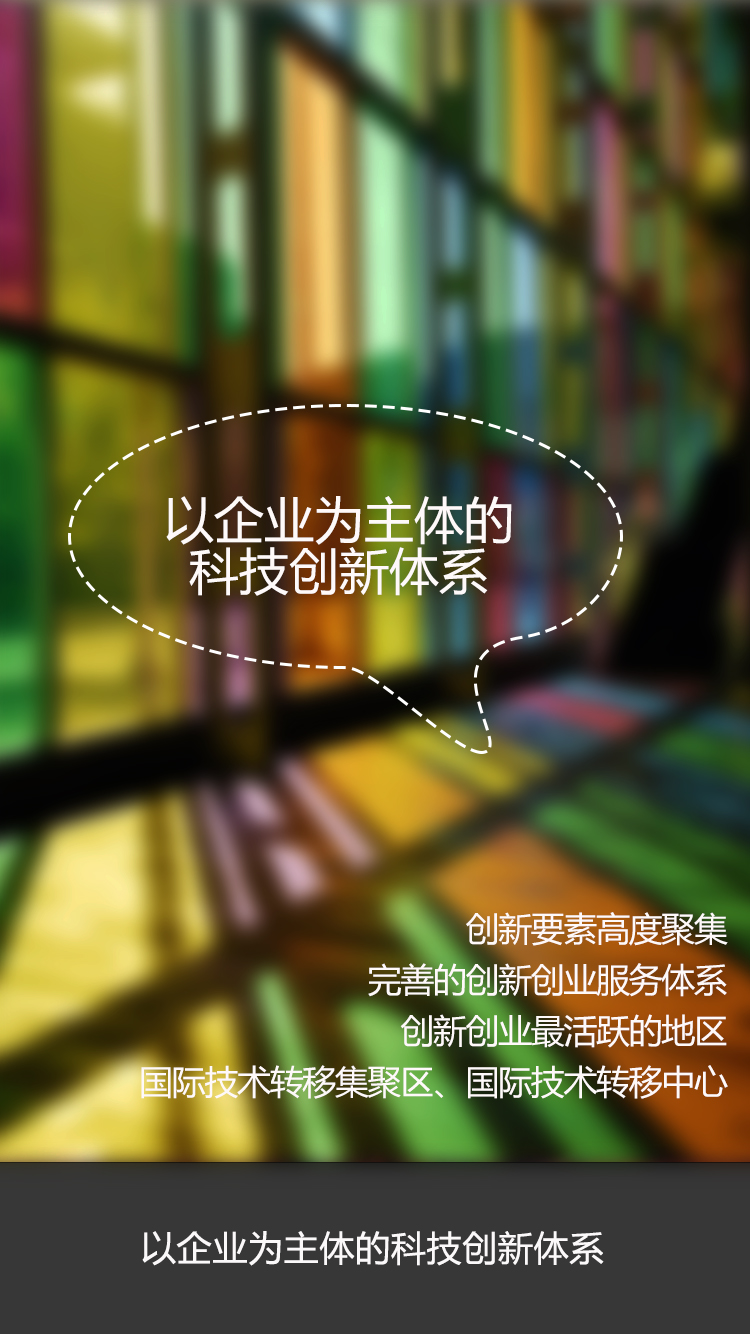 以企业为主体的
科技创新体系
创新要素高度聚集
完善的创新创业服务体系
创新创业最活跃的地区
国际技术转移集聚区、国际技术转移中心
以企业为主体的科技创新体系